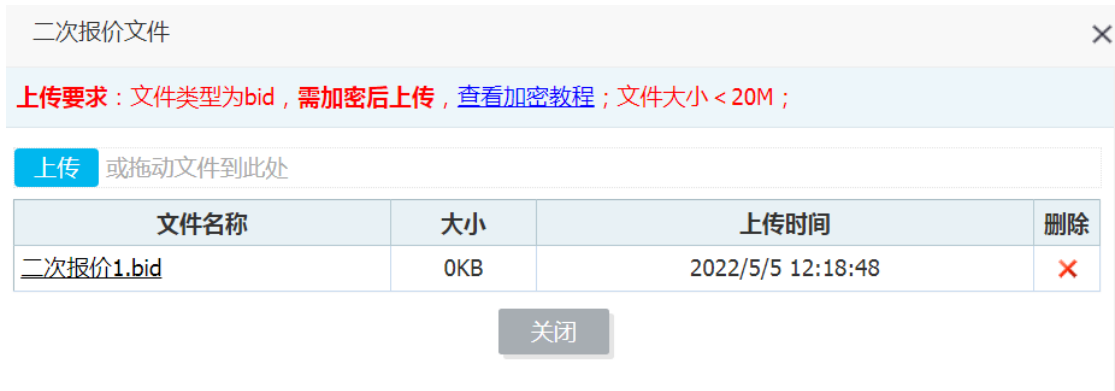 二次报价文件
上传要求：文件类型为bid，需加密后上传，查看加密教程；文件大小＜20M；
上传 或拖动文件到此处
文件名称 大小 上传时间 删除
二次报价1.bid 0KB 2022/5/5 12:18:48
关闭